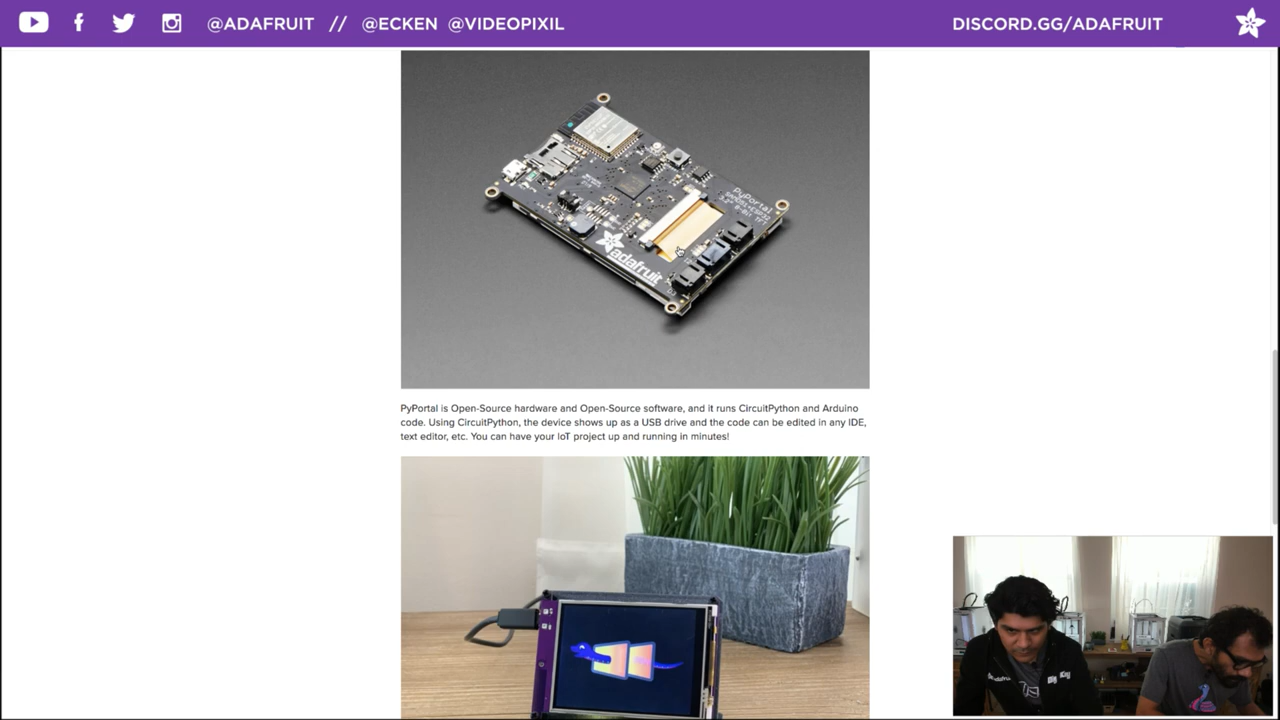 @ADAFRUIT // @ECKEN @VIDEOPIXIL
DISCORD.GG/ADAFRUIT
PyPortal
adafruit
PyPortal is Open-Source hardware and Open-Source software, and it runs CircuitPython and Arduino
code. Using CircuitPython, the device shows up as a USB drive and the code can be edited in any IDE,
text editor, etc. You can have your IoT project up and running in minutes!